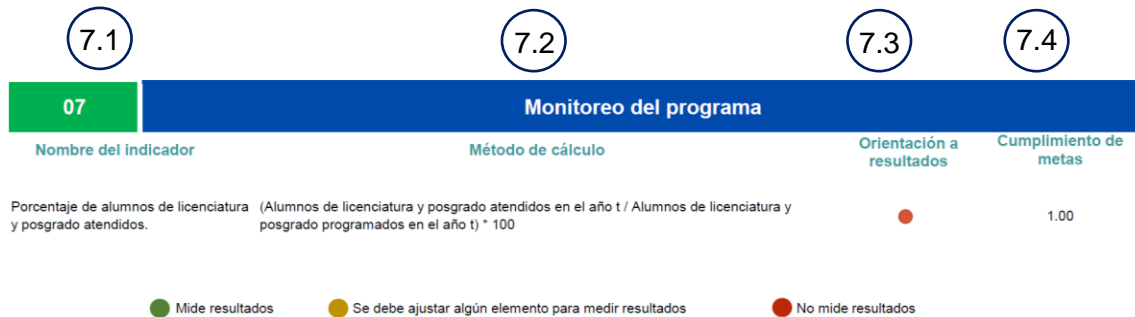 7.1
7.2
7.3
7.4
07
Monitoreo del programa
Nombre del indicador
Método de cálculo
Orientación a
resultados
Cumplimiento de
metas
Porcentaje de alumnos de licenciatura
y posgrado atendidos.
(Alumnos de licenciatura y posgrado atendidos en el año t / Alumnos de licenciatura y
posgrado programados en el año t) * 100
1.00
Mide resultados
Se debe ajustar algún elemento para medir resultados
No mide resultados